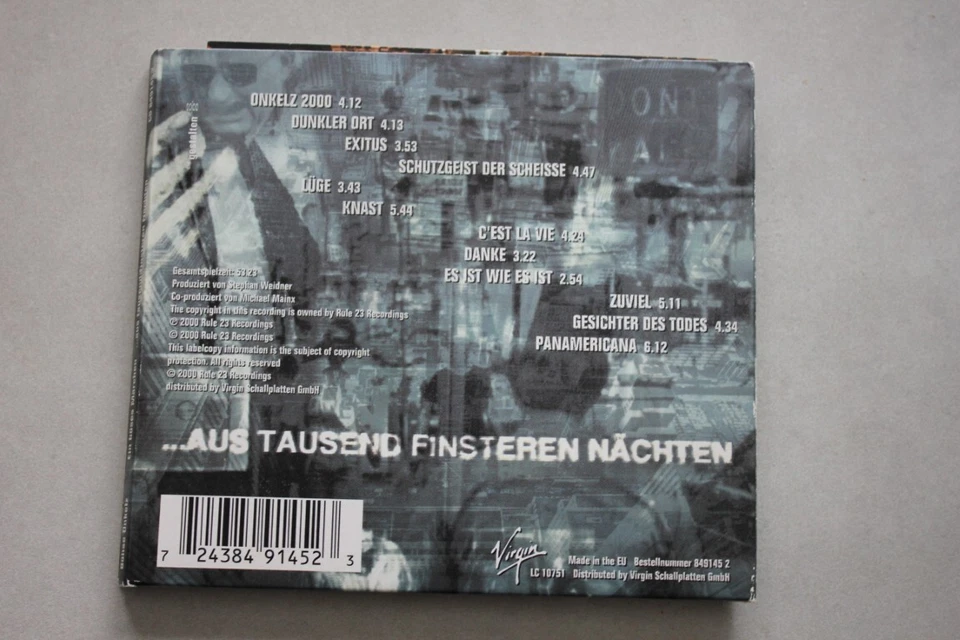 ONKELZ 2000 4.12
DUNKLER ORT 4.13
EXITUS 3.53
SCHUTZGEIST DER SCHEISSE 4.47
LÜGE 3.43
KNAST 5.44
C'EST LA VIE 4.24
DANKE 3.22
ES IST WIE ES IST 2.54
ZUVIEL 5.11
GESICHTER DES TODES 4.34
PANAMERICANA 6.12
Gesamtspielzeit: 53.23
Produziert von Stephan Weidner
Co-produziert von Michael Mainx
The copyright in this recording is owned by Rule 23 Recordings
℗ 2000 Rule 23 Recordings
© 2000 Rule 23 Recordings
This labelcopy information is the subject of copyright
protection. All rights reserved
© 2000 Rule 23 Recordings
distributed by Virgin Schallplatten GmbH
...AUS TAUSEND FINSTEREN NÄCHTEN
7 24384 91452 3
Virgin
Made in the EU Bestellnummer 849145 2
LC 10751 Distributed by Virgin Schallplatten GmbH